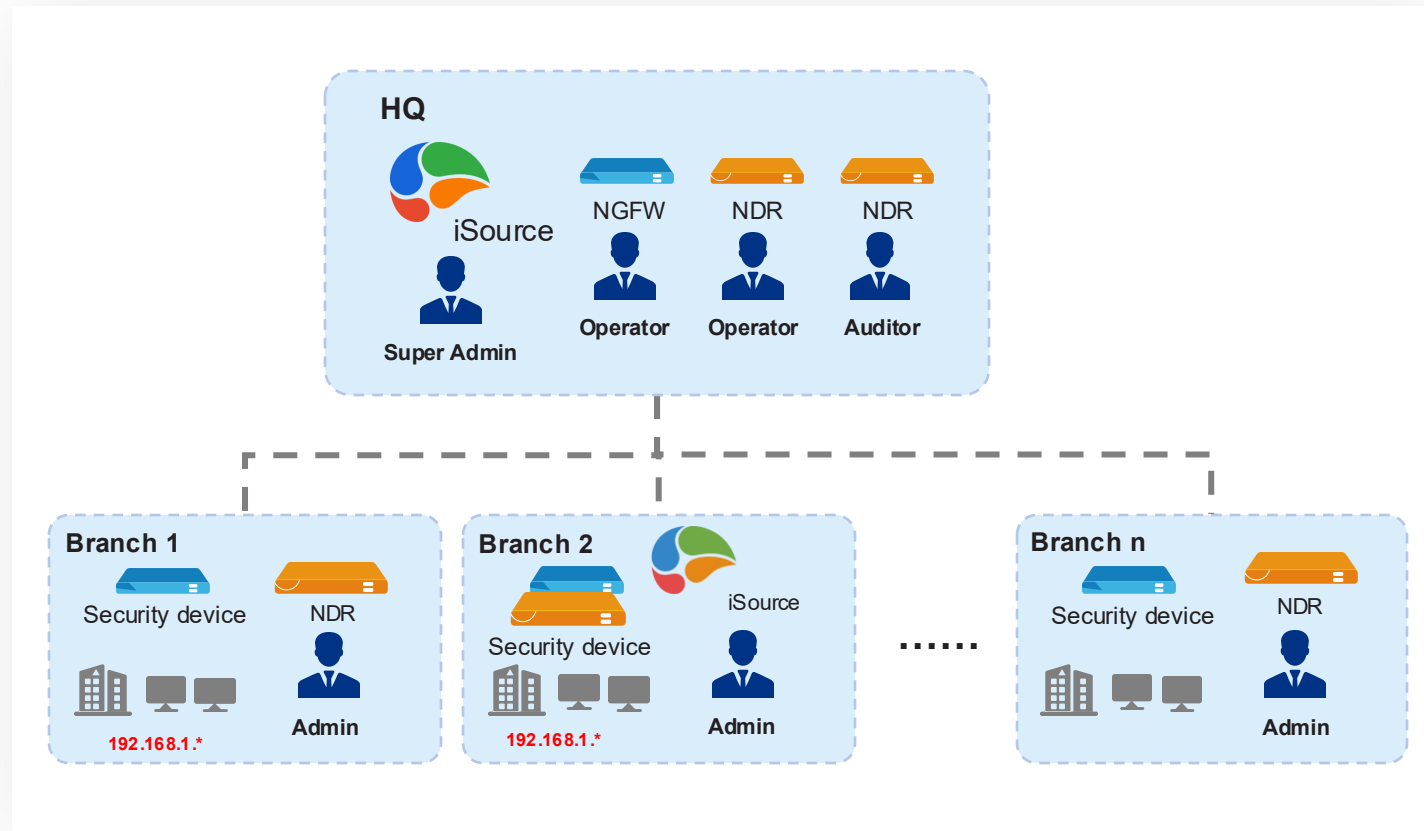 HQ
iSource
NGFW
NDR
NDR
Super Admin
Operator
Operator
Auditor
Branch 1
Security device
NDR
Admin
192.168.1.*
Branch 2
iSource
Security device
Admin
192.168.1.*
......
Branch n
Security device
NDR
Admin